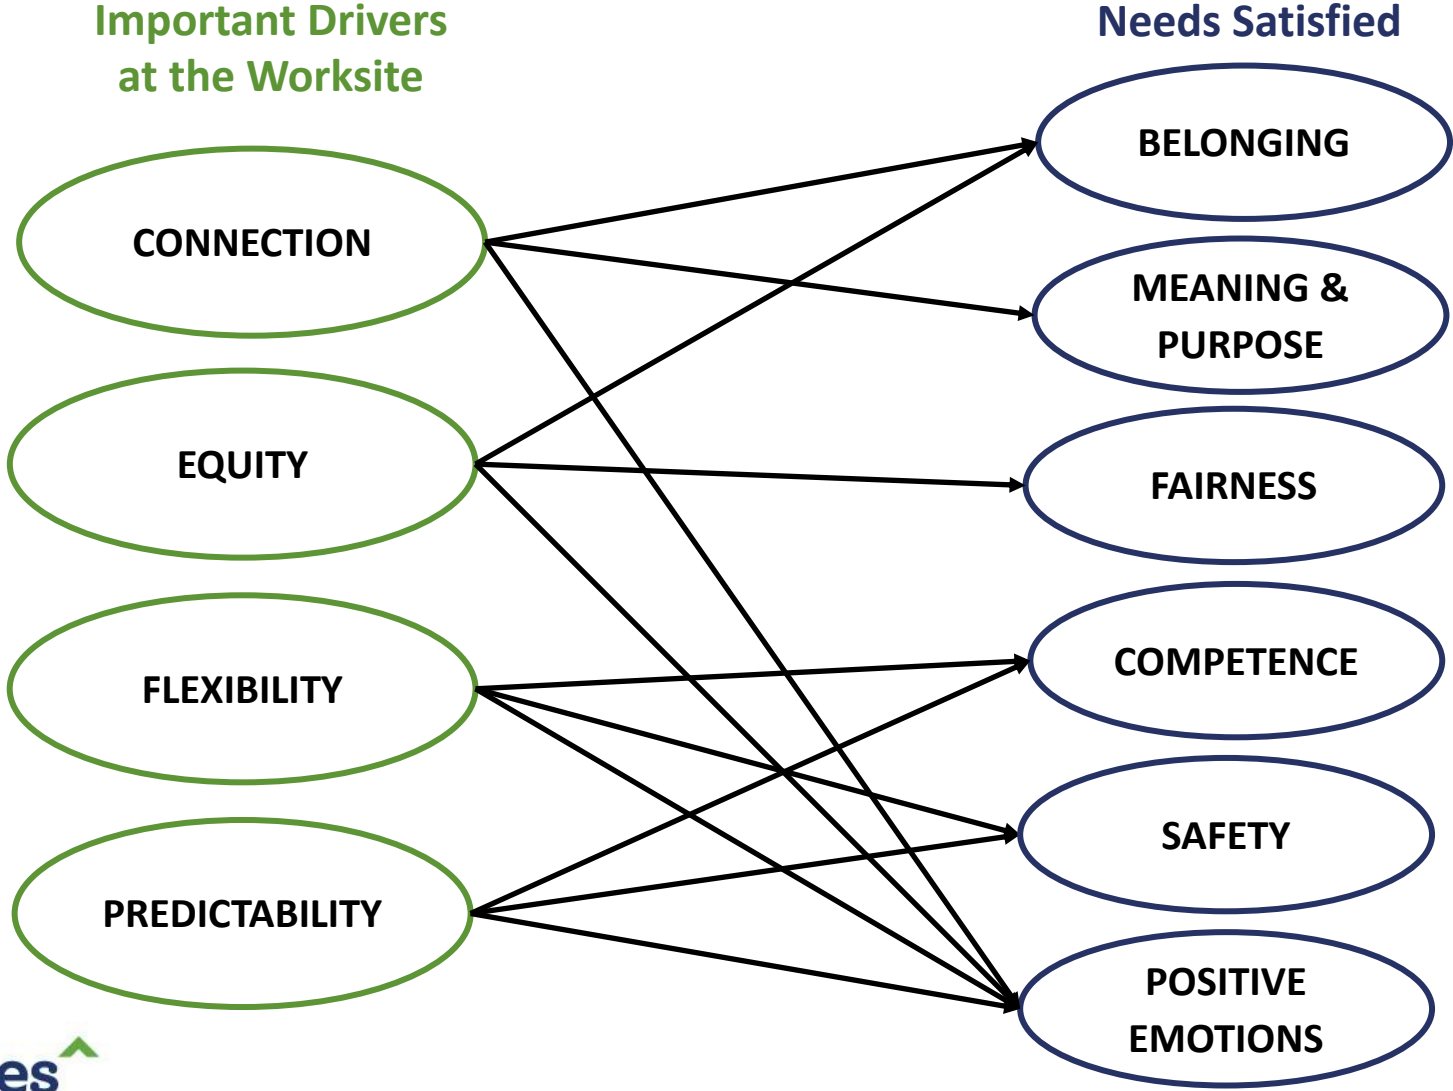 Important Drivers
at the Worksite
Needs Satisfied
CONNECTION
EQUITY
FLEXIBILITY
PREDICTABILITY
BELONGING
MEANING &
PURPOSE
FAIRNESS
COMPETENCE
SAFETY
POSITIVE
EMOTIONS
es